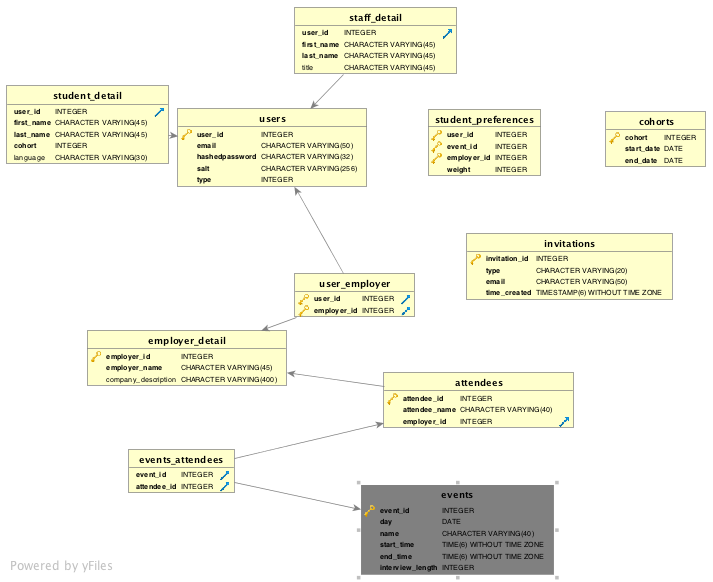 staff_detail
user_id INTEGER
first_name CHARACTER VARYING(45)
last_name CHARACTER VARYING(45)
title CHARACTER VARYING(45)
student_detail
user_id INTEGER
first_name CHARACTER VARYING(45)
last_name CHARACTER VARYING(45)
cohort INTEGER
language CHARACTER VARYING(30)
users
user_id INTEGER
email CHARACTER VARYING(50)
hashedpassword CHARACTER VARYING(32)
salt CHARACTER VARYING(256)
type INTEGER
student_preferences
user_id INTEGER
event_id INTEGER
employer_id INTEGER
weight INTEGER
cohorts
cohort INTEGER
start_date DATE
end_date DATE
invitations
invitation_id INTEGER
type CHARACTER VARYING(20)
email CHARACTER VARYING(50)
time_created TIMESTAMP(6) WITHOUT TIME ZONE
user_employer
user_id INTEGER
employer_id INTEGER
employer_detail
employer_id INTEGER
employer_name CHARACTER VARYING(45)
company_description CHARACTER VARYING(400)
attendees
attendee_id INTEGER
attendee_name CHARACTER VARYING(40)
employer_id INTEGER
events_attendees
event_id INTEGER
attendee_id INTEGER
events
event_id INTEGER
day DATE
name CHARACTER VARYING(40)
start_time TIME(6) WITHOUT TIME ZONE
end_time TIME(6) WITHOUT TIME ZONE
interview_length INTEGER
Powered by yFiles